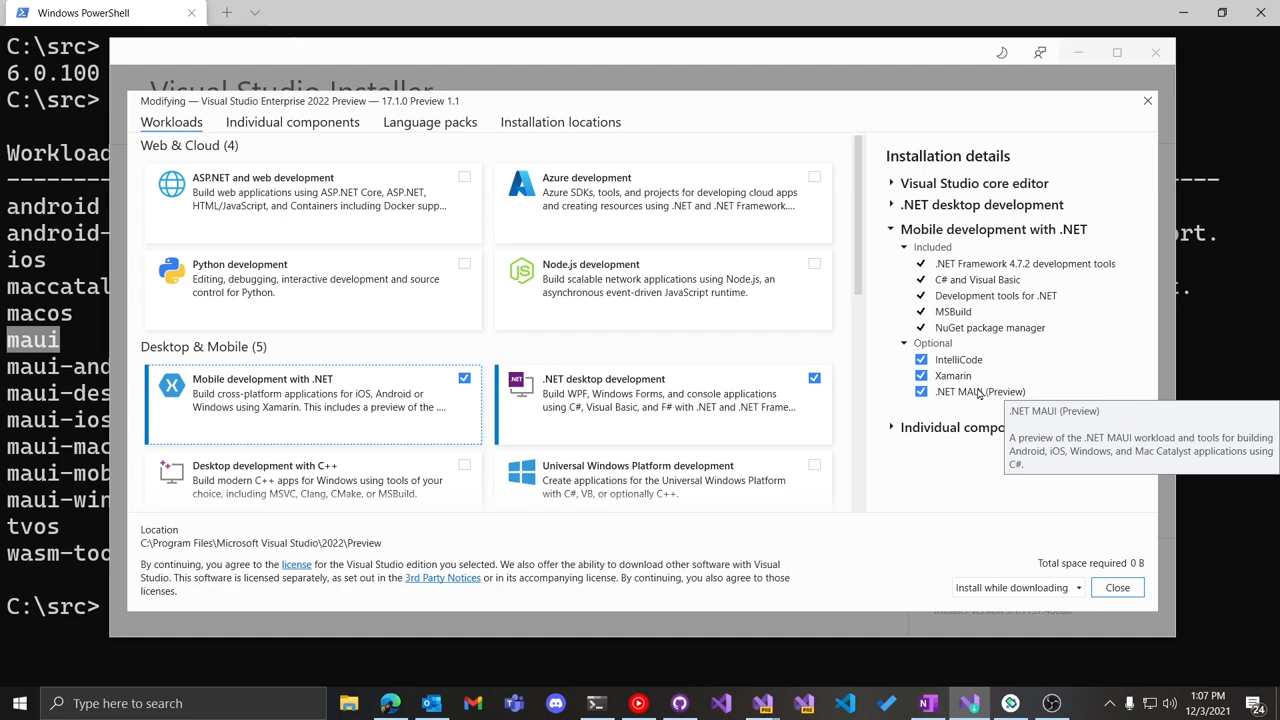 Windows PowerShell
C:\src>
6.0.100
C:\src>
Workload
android
android-
ort.
ios
maccatal
t.
macos
maui
maui-and
maui-des
maui-ios
maui-mac
maui-mob
maui-win
tvos
wasm-too
C:\src>
Visual Studio Installer
Modifying — Visual Studio Enterprise 2022 Preview — 17.1.0 Preview 1.1
Workloads Individual components Language packs Installation locations
Web & Cloud (4)
ASP.NET and web development
Build web applications using ASP.NET Core, ASP.NET,
HTML/JavaScript, and Containers including Docker supp...
Azure development
Azure SDKs, tools, and projects for developing cloud apps
and creating resources using .NET and .NET Framework....
Python development
Editing, debugging, interactive development and source
control for Python.
Node.js development
Build scalable network applications using Node.js, an
asynchronous event-driven JavaScript runtime.
Desktop & Mobile (5)
Mobile development with .NET
Build cross-platform applications for iOS, Android or
Windows using Xamarin. This includes a preview of the ....
.NET desktop development
Build WPF, Windows Forms, and console applications
using C#, Visual Basic, and F# with .NET and .NET Frame...
Desktop development with C++
Build modern C++ apps for Windows using tools of your
choice, including MSVC, Clang, CMake, or MSBuild.
Universal Windows Platform development
Create applications for the Universal Windows Platform
with C#, VB, or optionally C++.
Installation details
Visual Studio core editor
.NET desktop development
Mobile development with .NET
Included
.NET Framework 4.7.2 development tools
C# and Visual Basic
Development tools for .NET
MSBuild
NuGet package manager
Optional
IntelliCode
Xamarin
.NET MAUI (Preview)
Individual compo
.NET MAUI (Preview)
A preview of the .NET MAUI workload and tools for building
Android, iOS, Windows, and Mac Catalyst applications using
C#.
Location
C:\Program Files\Microsoft Visual Studio\2022\Preview
By continuing, you agree to the license for the Visual Studio edition you selected. We also offer the ability to download other software with Visual
Studio. This software is licensed separately, as set out in the 3rd Party Notices or in its accompanying license. By continuing, you also agree to those
licenses.
Total space required 0 B
Install while downloading
Close
Type here to search
1:07 PM
12/3/2021
24